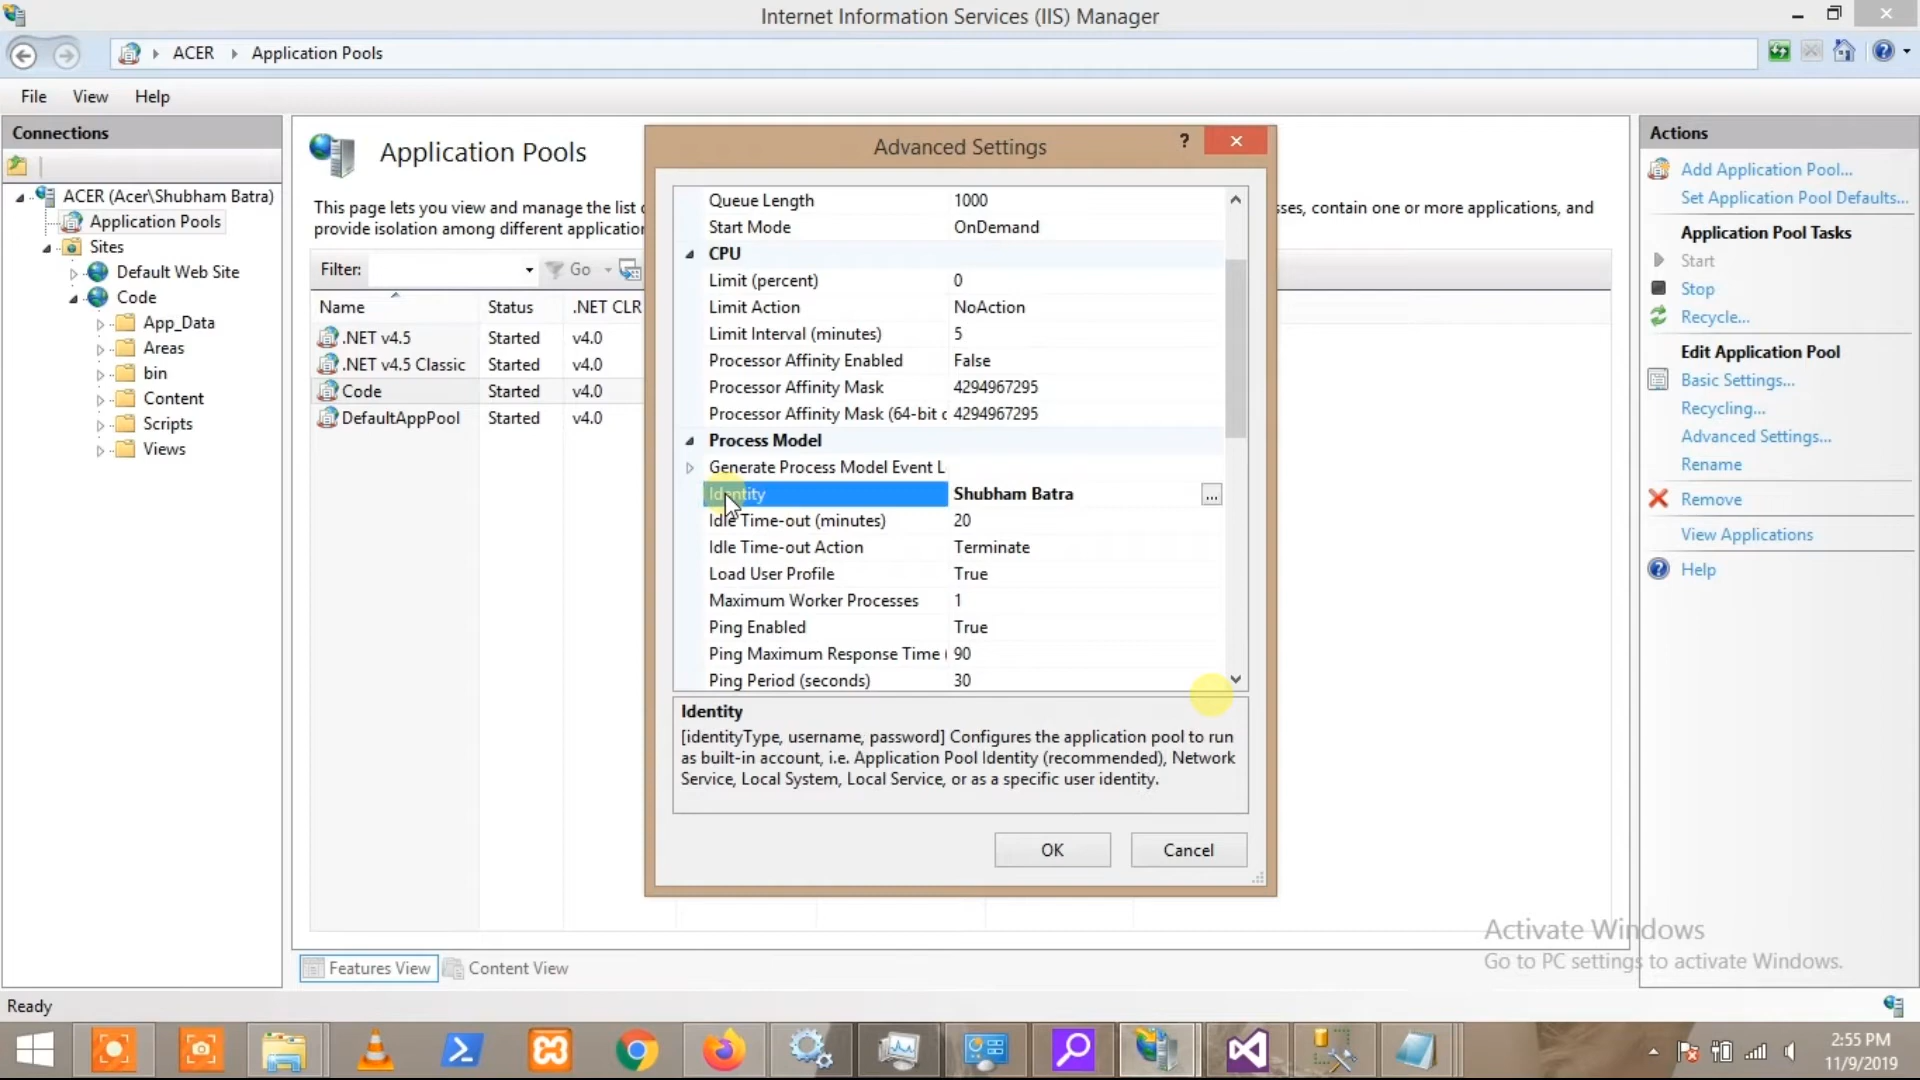 Internet Information Services (IIS) Manager
ACER
Application Pools
File
View
Help
Connections
ACER (Acer\Shubham Batra)
Application Pools
Sites
Default Web Site
Code
App_Data
Areas
bin
Content
Scripts
Views
Application Pools
This page lets you view and manage the list
sses, contain one or more applications, and
provide isolation among different application
Filter:
Go
Name
Status
.NET CLR
.NET v4.5
Started
v4.0
.NET v4.5 Classic
Started
v4.0
Code
Started
v4.0
DefaultAppPool
Started
v4.0
Features View
Content View
Advanced Settings
?
Queue Length
1000
Start Mode
OnDemand
CPU
Limit (percent)
0
Limit Action
NoAction
Limit Interval (minutes)
5
Processor Affinity Enabled
False
Processor Affinity Mask
4294967295
Processor Affinity Mask (64-bit o
4294967295
Process Model
Generate Process Model Event L
Identity
Shubham Batra
...
Idle Time-out (minutes)
20
Idle Time-out Action
Terminate
Load User Profile
True
Maximum Worker Processes
1
Ping Enabled
True
Ping Maximum Response Time (
90
Ping Period (seconds)
30
Identity
[identityType, username, password] Configures the application pool to run
as built-in account, i.e. Application Pool Identity (recommended), Network
Service, Local System, Local Service, or as a specific user identity.
OK
Cancel
Actions
Add Application Pool...
Set Application Pool Defaults...
Application Pool Tasks
Start
Stop
Recycle...
Edit Application Pool
Basic Settings...
Recycling...
Advanced Settings...
Rename
Remove
View Applications
Help
Activate Windows
Go to PC settings to activate Windows.
Ready
2:55 PM
11/9/2019